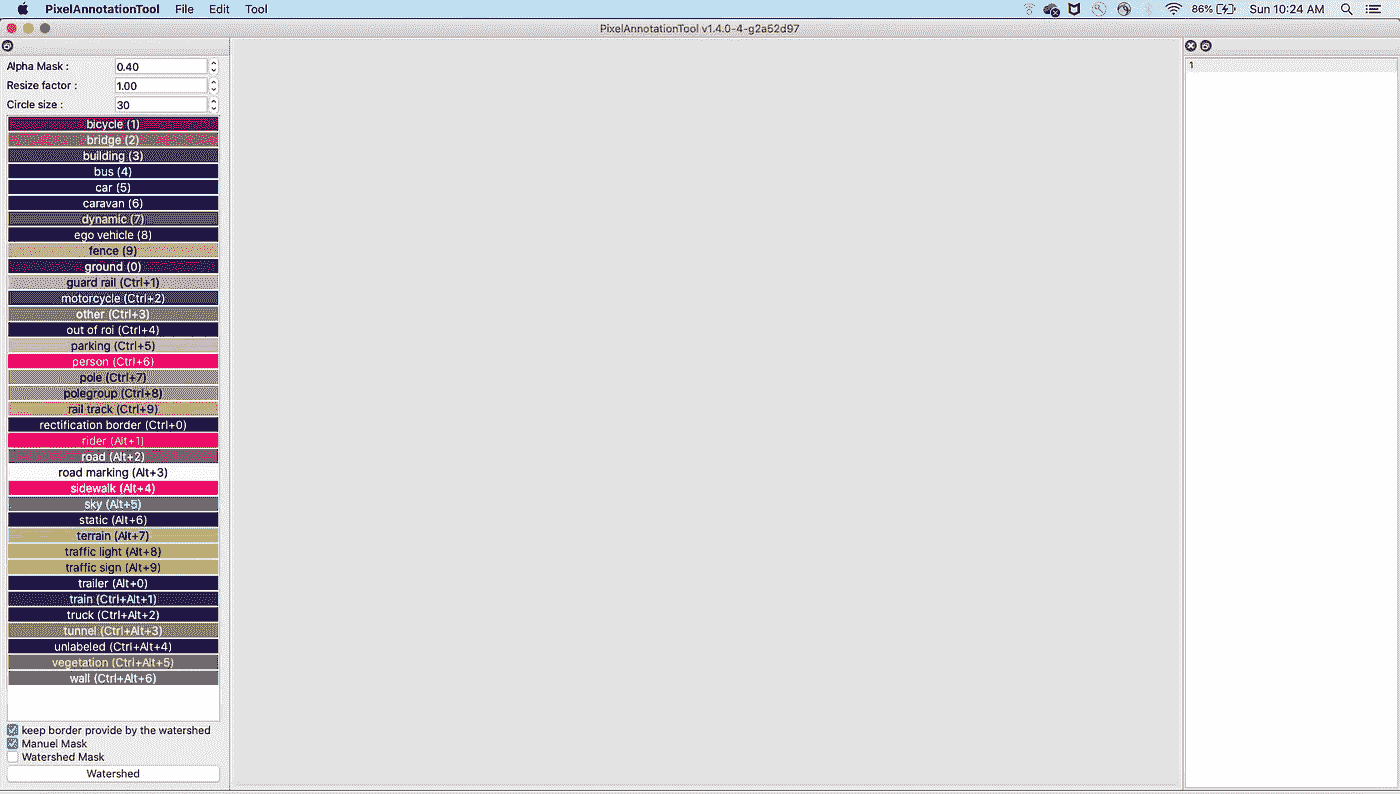 PixelAnnotationTool File Edit Tool 86% Sun 10:24 AM
PixelAnnotationTool v1.4.0-4-g2a52d97
Alpha Mask : 0.40
Resize factor : 1.00
Circle size : 30
1
bicycle (1)
bridge (2)
building (3)
bus (4)
car (5)
caravan (6)
dynamic (7)
ego vehicle (8)
fence (9)
ground (0)
guard rail (Ctrl+1)
motorcycle (Ctrl+2)
other (Ctrl+3)
out of roi (Ctrl+4)
parking (Ctrl+5)
person (Ctrl+6)
pole (Ctrl+7)
polegroup (Ctrl+8)
rail track (Ctrl+9)
rectification border (Ctrl+0)
rider (Alt+1)
road (Alt+2)
road marking (Alt+3)
sidewalk (Alt+4)
sky (Alt+5)
static (Alt+6)
terrain (Alt+7)
traffic light (Alt+8)
traffic sign (Alt+9)
trailer (Alt+0)
train (Ctrl+Alt+1)
truck (Ctrl+Alt+2)
tunnel (Ctrl+Alt+3)
unlabeled (Ctrl+Alt+4)
vegetation (Ctrl+Alt+5)
wall (Ctrl+Alt+6)
keep border provide by the watershed
Manuel Mask
Watershed Mask
Watershed